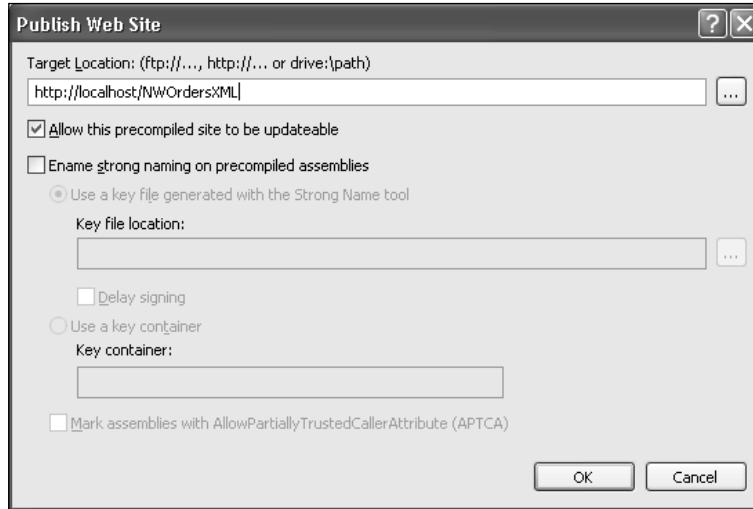 Publish Web Site
Target Location: (ftp://..., http://... or drive:\path)
http://localhost/NWOrdersXML
...
Allow this precompiled site to be updateable
Ename strong naming on precompiled assemblies
Use a key file generated with the Strong Name tool
Key file location:
...
Delay signing
Use a key container
Key container:
Mark assemblies with AllowPartiallyTrustedCallerAttribute (APTCA)
OK Cancel